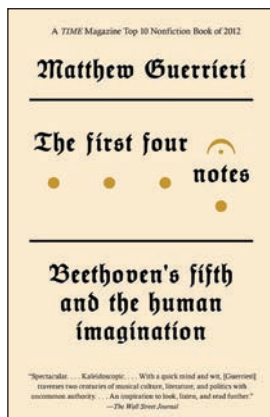 A TIME Magazine Top 10 Nonfiction Book of 2012
Matthew Guerrieri
The first four
notes
Beethoven's fifth
and the human
imagination
"Spectacular. . . . Kaleidoscopic. . . . With a quick mind and wit, [Guerrieri]
traverses two centuries of musical culture, literature, and politics with
uncommon authority. . . . An inspiration to look, listen, and read further."
—The Wall Street Journal